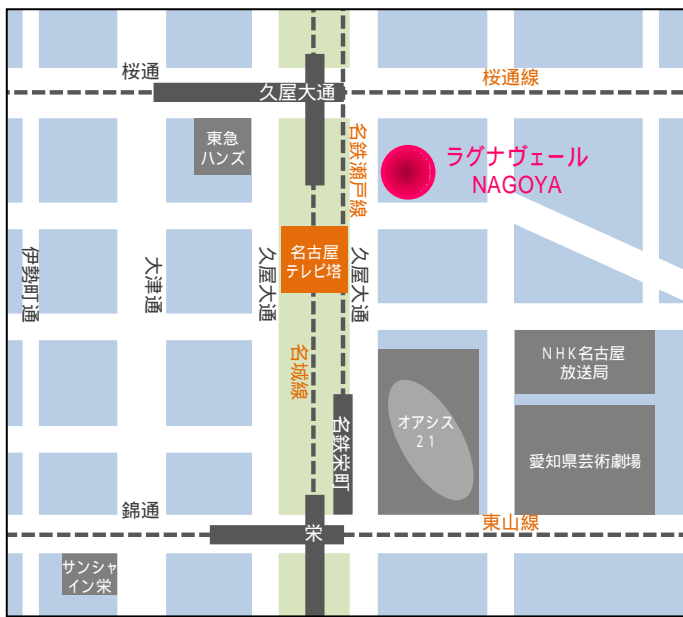 桜通
久屋大通
桜通線
東急
ハンズ
名鉄瀬戸線
ラグナヴェール
NAGOYA
伊勢町通
大津通
久屋大通
名古屋
テレビ塔
久屋大通
名城線
NHK名古屋
放送局
名鉄栄町
オアシス
21
愛知県芸術劇場
錦通
栄
東山線
サンシャ
イン栄